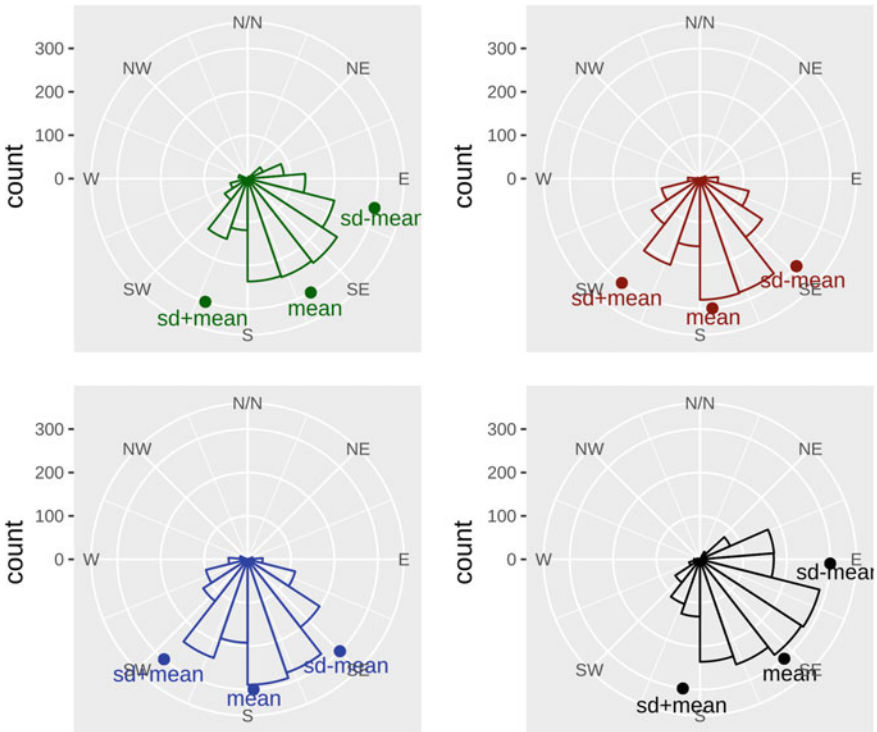 N/N
300
NW
NE
200
100
count
0
W
E
sd-mean
SW
SE
sd+mean
mean
S
N/N
300
NW
NE
200
100
count
0
W
E
SW
sd-mean
SE
sd+mean
mean
S
N/N
300
NW
NE
200
100
count
0
W
E
sd-mean
SW
SE
sd+mean
mean
S
N/N
300
NW
NE
200
100
count
0
W
E
sd-mean
SW
SE
mean
sd+mean
S